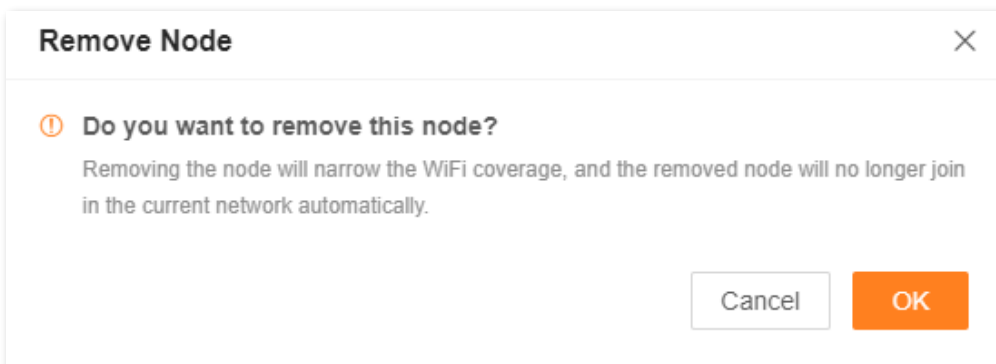 Remove Node
Do you want to remove this node?
Removing the node will narrow the WiFi coverage, and the removed node will no longer join
in the current network automatically.
Cancel
OK